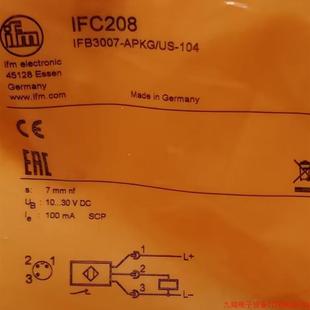 ifm
IFC208
IFB3007-APKG/US-104
ifm electronic
45128 Essen
Germany
www.ifm.com
Made in Germany
CE
EAC
s: 7 mm nf
UB: 10...30 V DC
Ie: 100 mA SCP
1 L+
2
3 L-
2 1
3